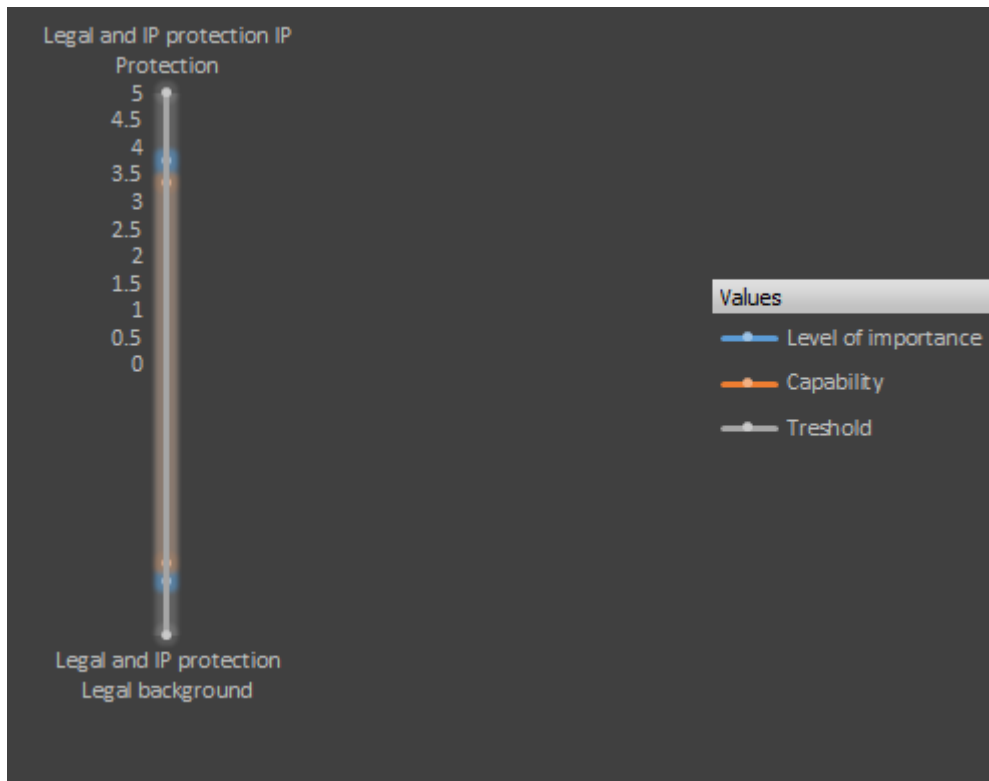 Legal and IP protection IP
Protection
5
4.5
4
3.5
3
2.5
2
1.5
1
0.5
0
Values
Level of importance
Capability
Treshold
Legal and IP protection
Legal background